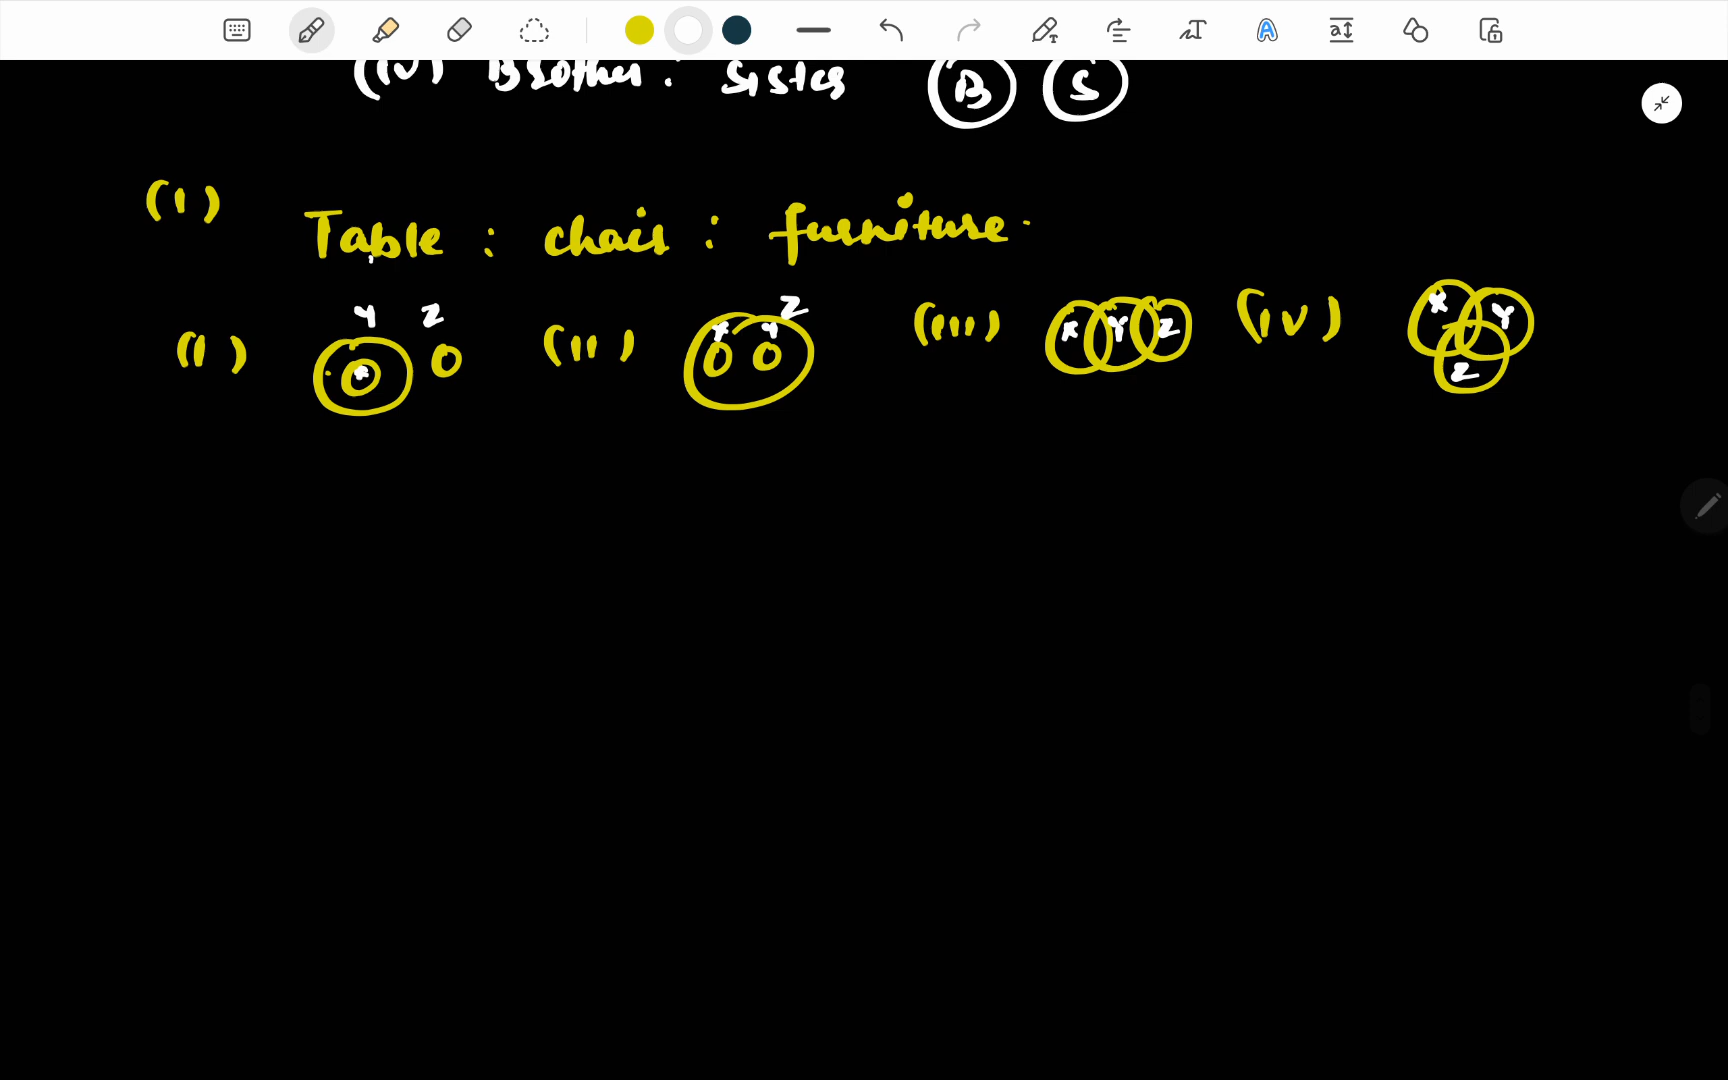 (iv) Brother : Sister B S
(1) Table : chair : furniture.
Y Z Z
(i) X (ii) X Y (iii) X Y Z (iv) X Y
Z